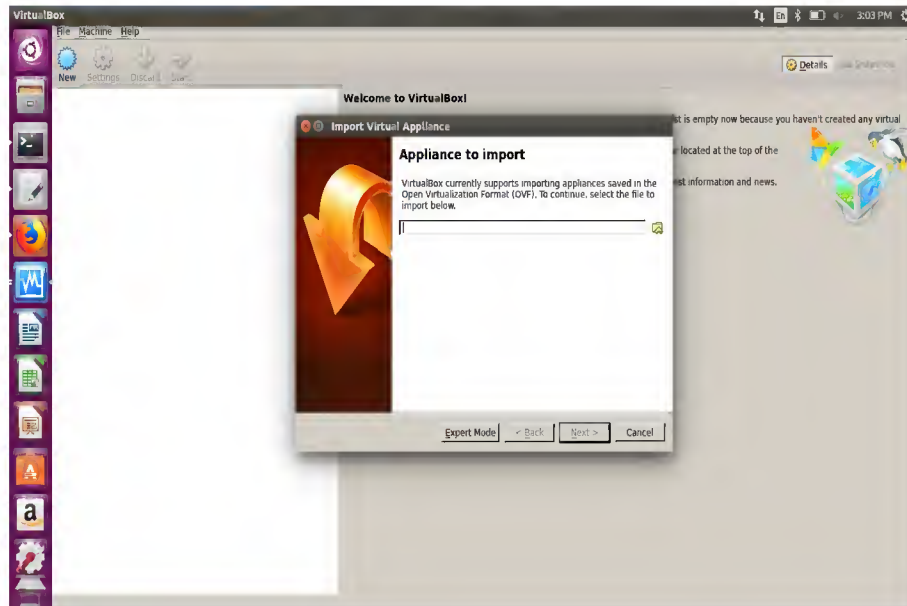 VirtualBox
En
3:03 PM
File Machine Help
New Settings Discard Start
Details
Welcome to VirtualBox!
Import Virtual Appliance
ist is empty now because you haven't created any virtual
Appliance to import
located at the top of the
VirtualBox currently supports importing appliances saved in the
est information and news.
Open Virtualization Format (OVF). To continue, select the file to
import below.
Expert Mode < Back Next > Cancel
a